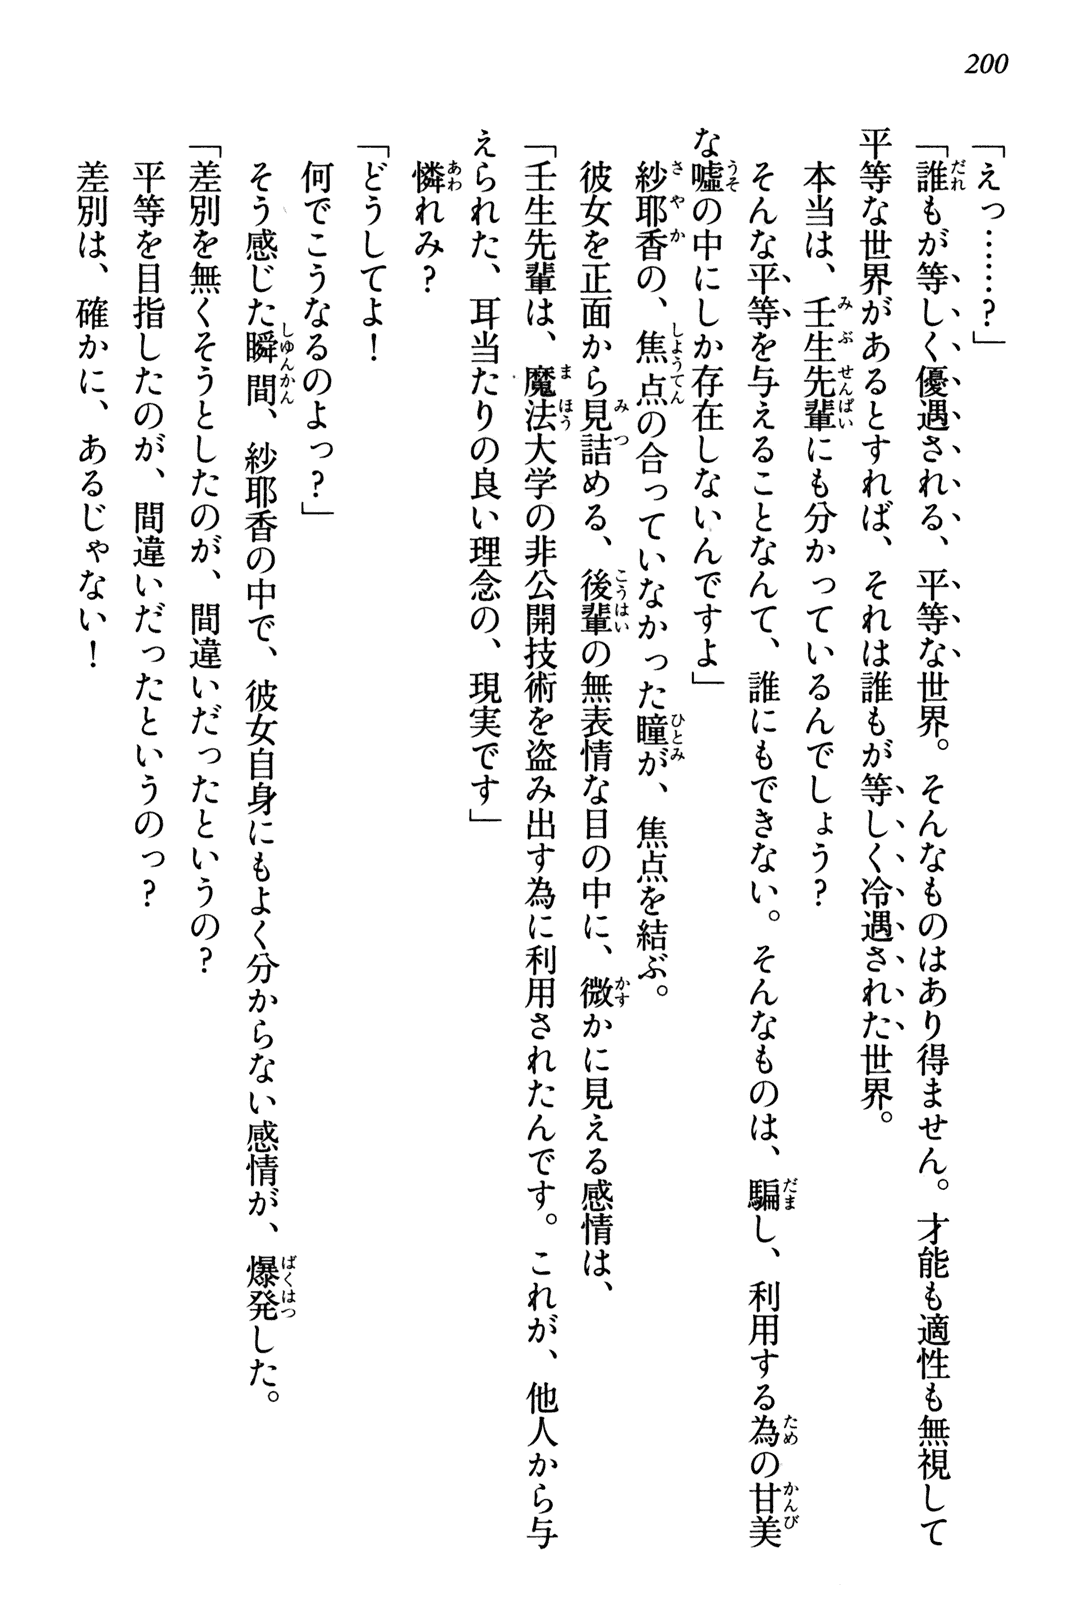 200
「えっ……？」
「誰もが等しく優遇される、平等な世界。そんなものはあり得ません。才能も適性も無視して
平等な世界があるとすれば、それは誰もが等しく冷遇された世界。
本当は、壬生先輩にも分かっているんでしょう？
そんな平等を与えることなんて、誰にもできない。そんなものは、騙し、利用する為の甘美
な嘘の中にしか存在しないんですよ」
紗耶香の、焦点の合っていなかった瞳が、焦点を結ぶ。
彼女を正面から見詰める、後輩の無表情な目の中に、微かに見える感情は、
「壬生先輩は、魔法大学の非公開技術を盗み出す為に利用されたんです。これが、他人から与
えられた、耳当たりの良い理念の、現実です」
憐れみ？
「どうしてよ！
何でこうなるのよっ？」
そう感じた瞬間、紗耶香の中で、彼女自身にもよく分からない感情が、爆発した。
「差別を無くそうとしたのが、間違いだったというの？
平等を目指したのが、間違いだったというのっ？
差別は、確かに、あるじゃない！